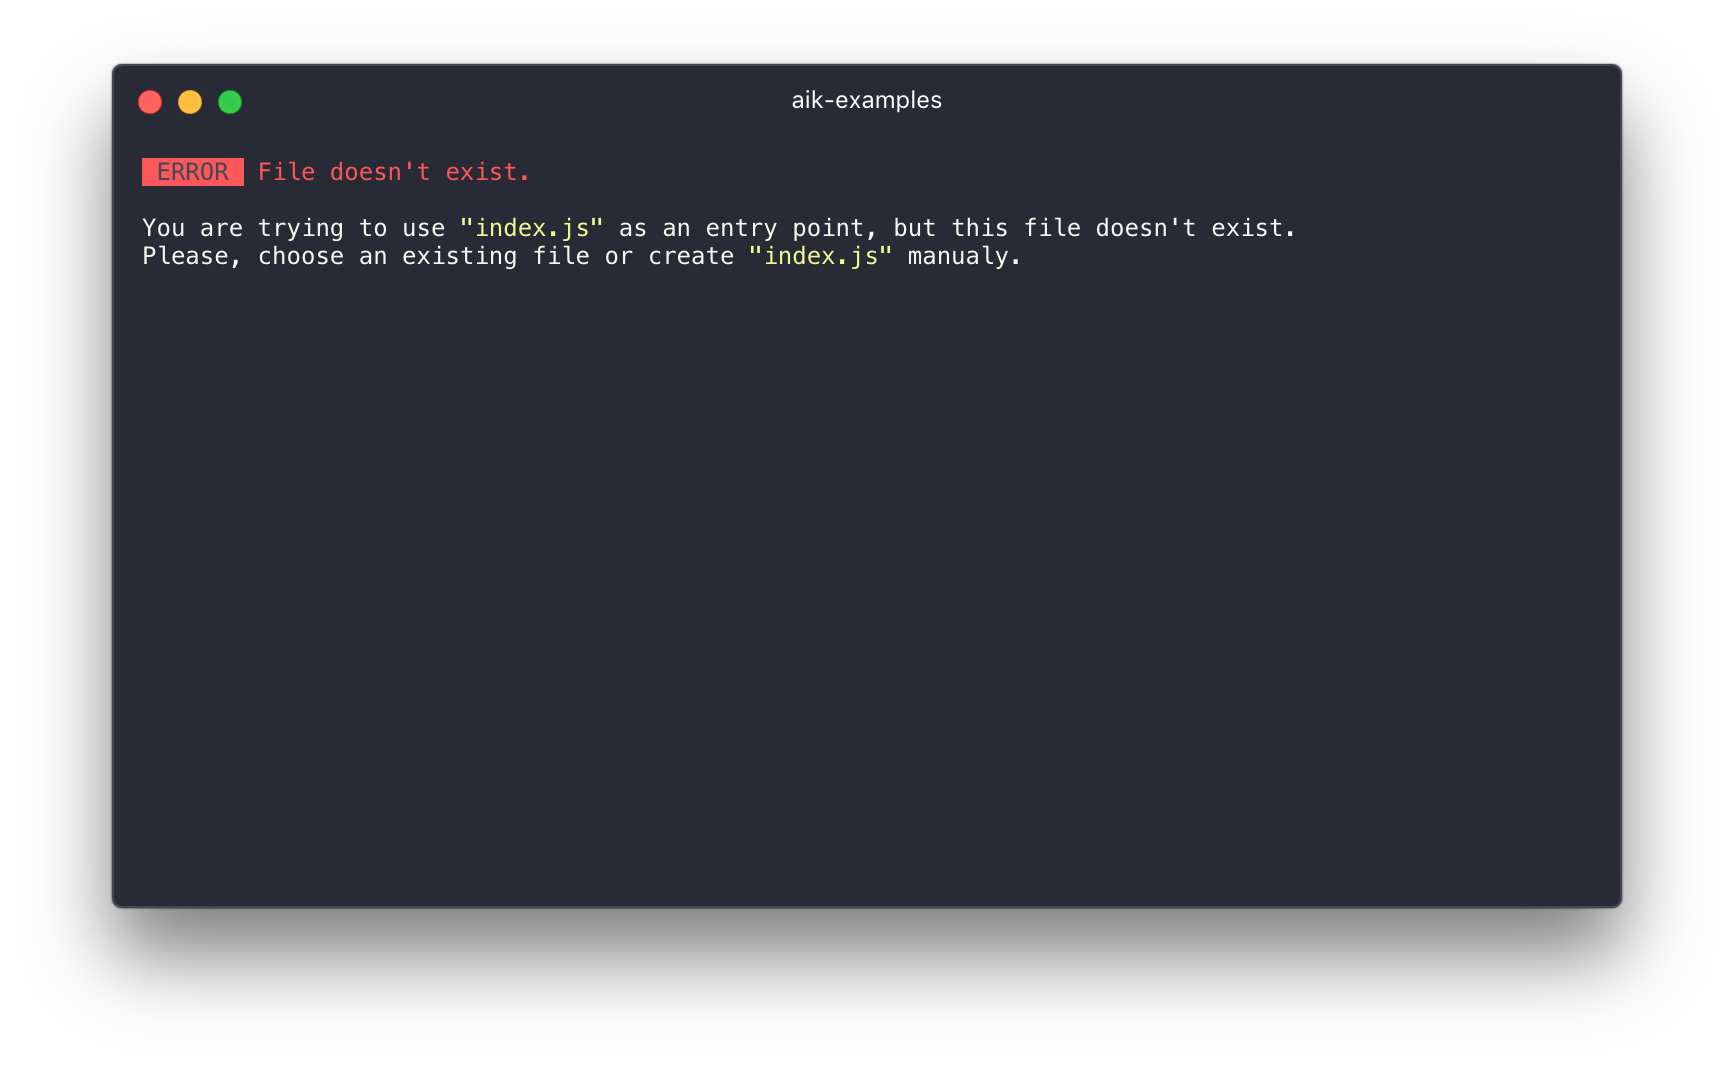 aik-examples
ERROR File doesn't exist.
You are trying to use "index.js" as an entry point, but this file doesn't exist.
Please, choose an existing file or create "index.js" manualy.